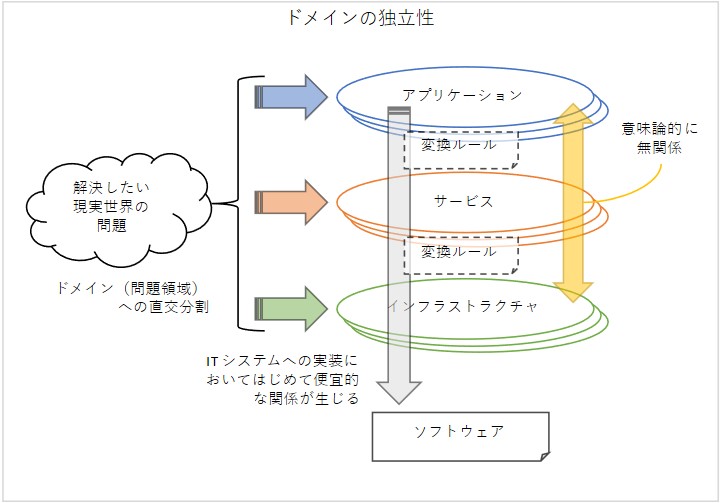 ドメインの独立性
アプリケーション
意味論的に
無関係
変換ルール
解決したい
現実世界の
問題
サービス
変換ルール
ドメイン（問題領域）
への直交分割
インフラストラクチャ
ITシステムへの実装に
おいてはじめて便宜的
な関係が生じる
ソフトウェア